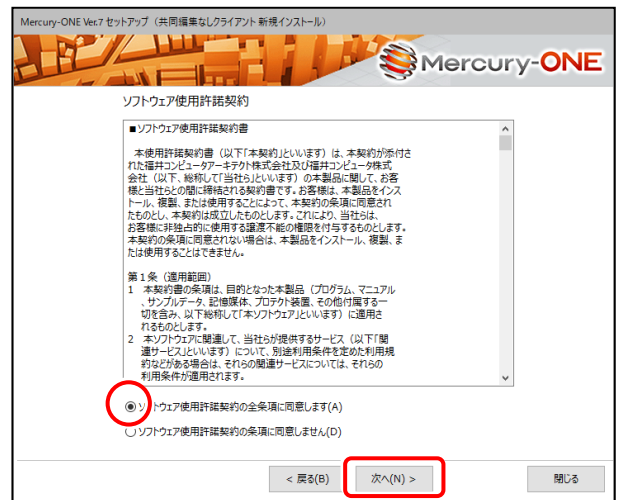 Mercury-ONE Ver.7 セットアップ（共同編集なしクライアント 新規インストール）
Mercury-ONE
ソフトウェア使用許諾契約
■ソフトウェア使用許諾契約書
本使用許諾契約書（以下「本契約」といいます）は、本契約が添付さ
れた福井コンピュータアーキテクト株式会社及び福井コンピュータ株式
会社（以下、総称して「当社ら」といいます）の本製品に関して、お客
様と当社らとの間に締結される契約書です。お客様は、本製品をインス
トール、複製、または使用することによって、本契約の条項に同意され
たものとし、本契約は成立したものとします。これにより、当社らは、
お客様に非独占的に使用する譲渡不能の権限を付与するものとします。
本契約の条項に同意されない場合は、本製品をインストール、複製、ま
たは使用することはできません。
第１条（適用範囲）
1 本契約書の条項は、目的となった本製品（プログラム、マニュアル
、サンプルデータ、記憶媒体、プロテクト装置、その他付属する一
切を含み、以下総称して「本ソフトウェア」といいます）に適用さ
れるものとします。
2 本ソフトウェアに関連して、当社らが提供するサービス（以下「関
連サービス」といいます）について、別途利用条件を定めた利用規
約などがある場合は、それらの関連サービスについては、それらの
利用条件が適用されます。
ソフトウェア使用許諾契約の全条項に同意します(A)
ソフトウェア使用許諾契約の条項に同意しません(D)
< 戻る(B)
次へ(N) >
閉じる